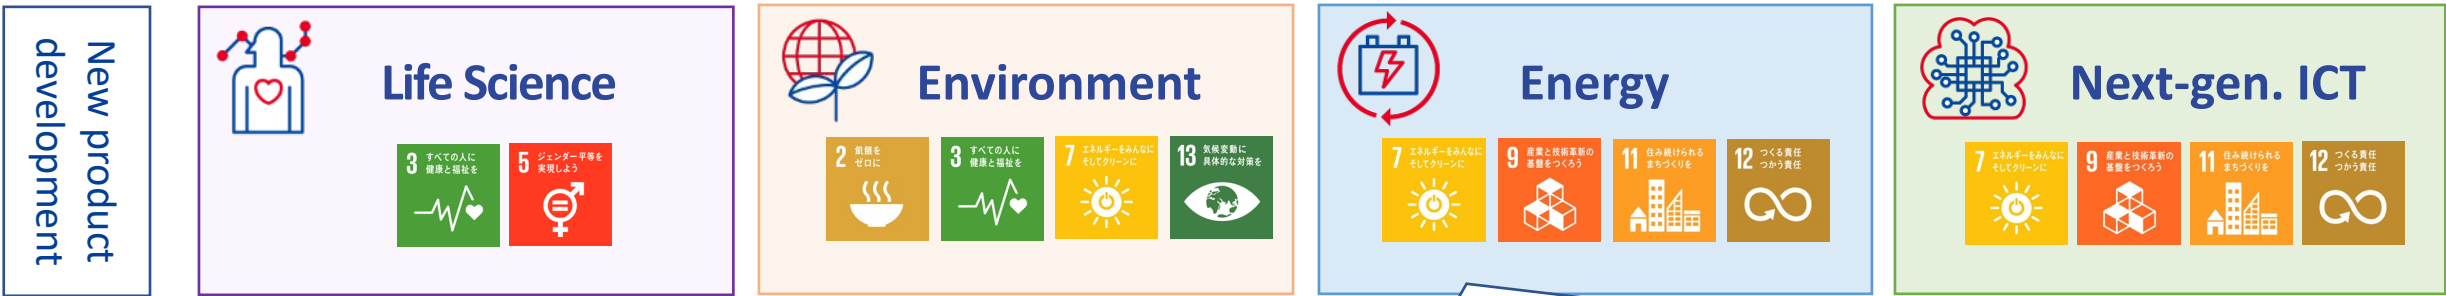 New product
development
Life Science
3 すべての人に
健康と福祉を
5 ジェンダー平等を
実現しよう
Environment
2 飢餓を
ゼロに
3 すべての人に
健康と福祉を
7 エネルギーをみんなに
そしてクリーンに
13 気候変動に
具体的な対策を
Energy
7 エネルギーをみんなに
そしてクリーンに
9 産業と技術革新の
基盤をつくろう
11 住み続けられる
まちづくりを
12 つくる責任
つかう責任
Next-gen. ICT
7 エネルギーをみんなに
そしてクリーンに
9 産業と技術革新の
基盤をつくろう
11 住み続けられる
まちづくりを
12 つくる責任
つかう責任